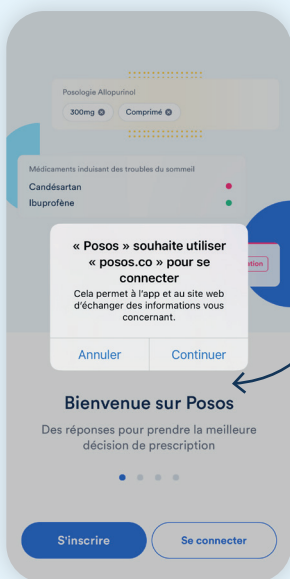 Posologie Allopurinol
300mg
Comprimé
Médicaments induisant des troubles du sommeil
Candésartan
Ibuprofène
« Posos » souhaite utiliser
« posos.co » pour se
connecter
Cela permet à l'app et au site web
d'échanger des informations vous
concernant.
Annuler
Continuer
Bienvenue sur Posos
Des réponses pour prendre la meilleure
décision de prescription
S'inscrire
Se connecter